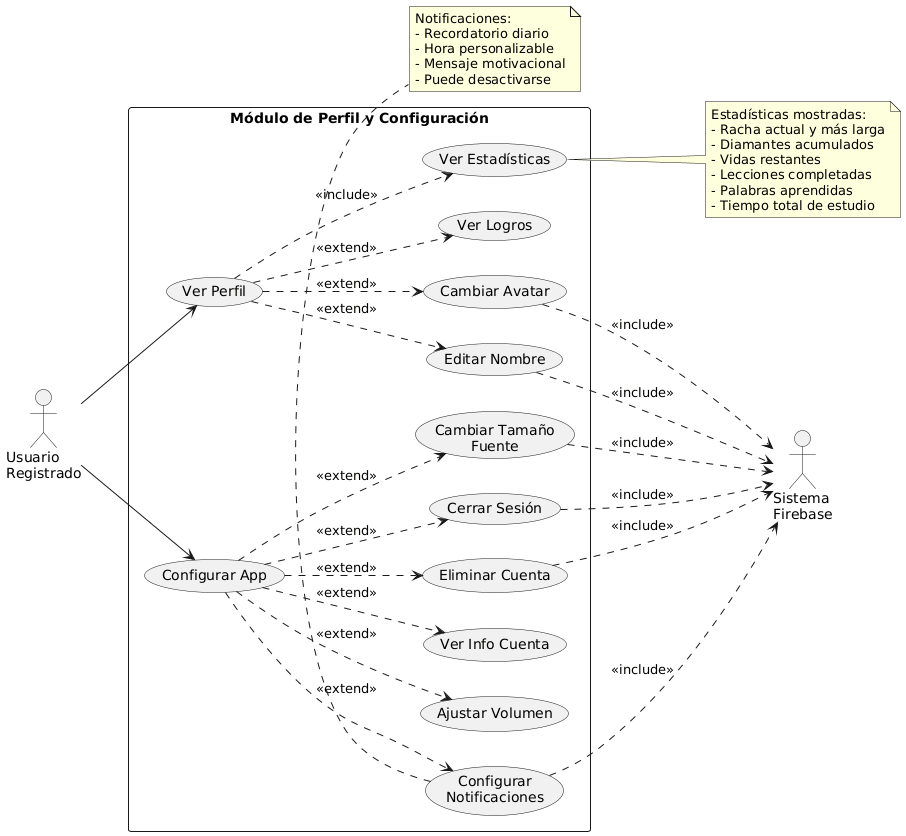 Notificaciones:
- Recordatorio diario
- Hora personalizable
- Mensaje motivacional
- Puede desactivarse
Módulo de Perfil y Configuración
Estadísticas mostradas:
- Racha actual y más larga
- Diamantes acumulados
- Vidas restantes
- Lecciones completadas
- Palabras aprendidas
- Tiempo total de estudio
Ver Estadísticas
«include»
Ver Logros
«extend»
Ver Perfil
«extend»
Cambiar Avatar
«extend»
«include»
Editar Nombre
«include»
Usuario
Registrado
Cambiar Tamaño
Fuente
«include»
«extend»
Sistema
Firebase
Cerrar Sesión
«include»
«extend»
«include»
Configurar App
«extend»
Eliminar Cuenta
«extend»
Ver Info Cuenta
«extend»
«include»
«extend»
Ajustar Volumen
Configurar
Notificaciones